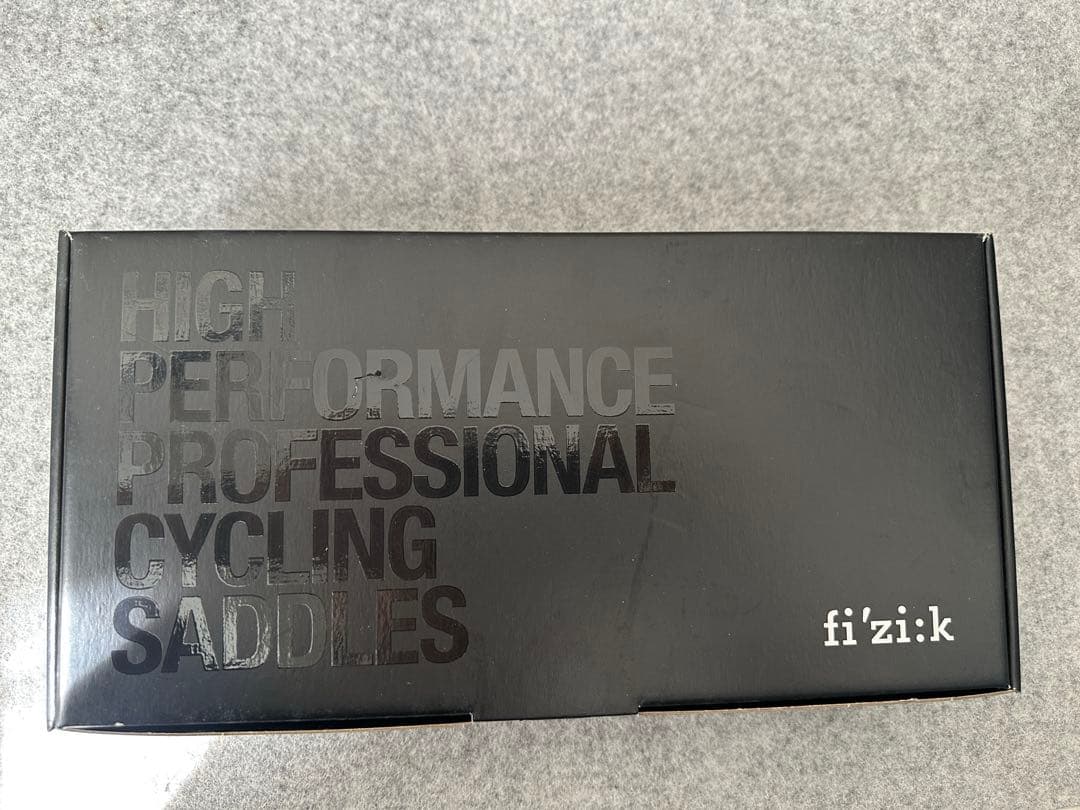 HIGH
PERFORMANCE
PROFESSIONAL
CYCLING
SADDLES
fi'zi:k